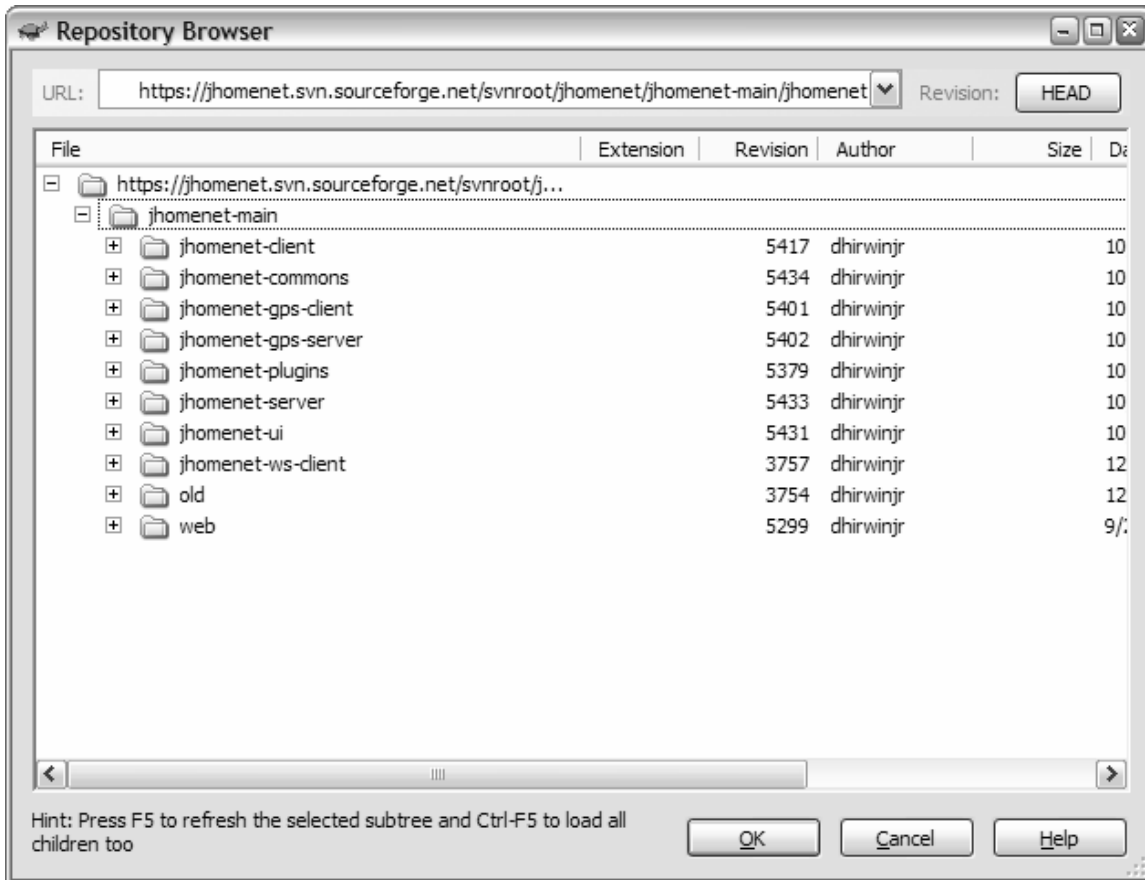 Repository Browser
URL: https://jhomenet.svn.sourceforge.net/svnroot/jhomenet/jhomenet-main/jhomenet Revision: HEAD
File Extension Revision Author Size Da
https://jhomenet.svn.sourceforge.net/svnroot/j...
jhomenet-main
jhomenet-client 5417 dhirwinjr 10
jhomenet-commons 5434 dhirwinjr 10
jhomenet-gps-client 5401 dhirwinjr 10
jhomenet-gps-server 5402 dhirwinjr 10
jhomenet-plugins 5379 dhirwinjr 10
jhomenet-server 5433 dhirwinjr 10
jhomenet-ui 5431 dhirwinjr 10
jhomenet-ws-client 3757 dhirwinjr 12
old 3754 dhirwinjr 12
web 5299 dhirwinjr 9/
Hint: Press F5 to refresh the selected subtree and Ctrl-F5 to load all
children too
OK Cancel Help